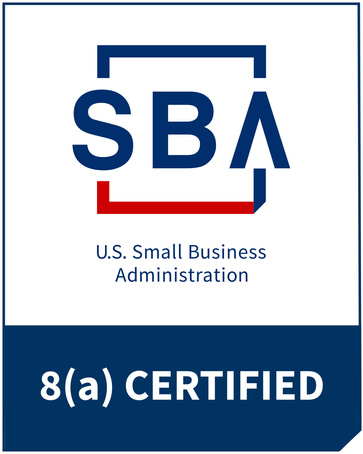 SBA
U.S. Small Business
Administration
8(a) CERTIFIED